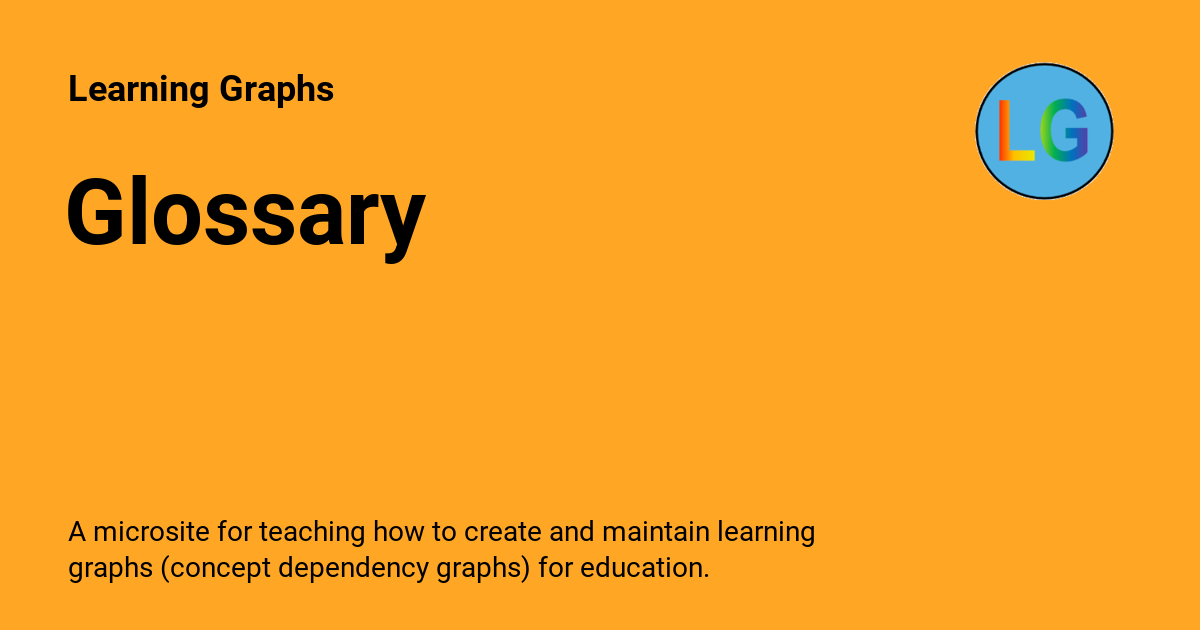 Learning Graphs
LG
Glossary
A microsite for teaching how to create and maintain learning
graphs (concept dependency graphs) for education.